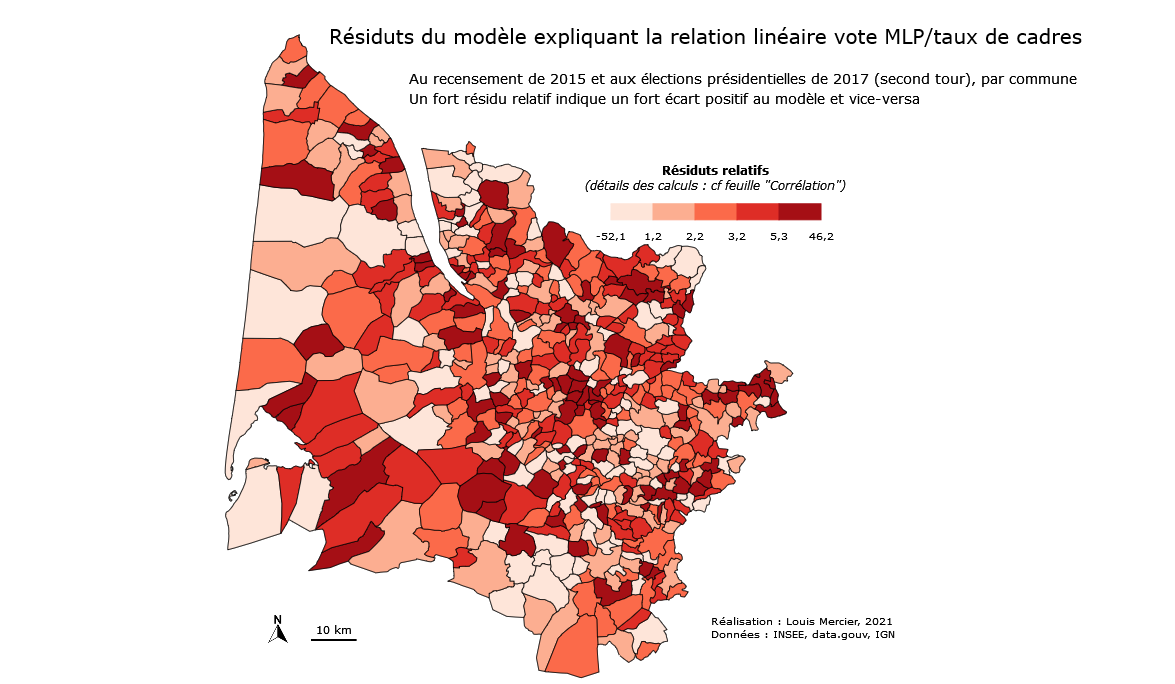 Résiduts du modèle expliquant la relation linéaire vote MLP/taux de cadres
Au recensement de 2015 et aux élections présidentielles de 2017 (second tour), par commune
Un fort résidu relatif indique un fort écart positif au modèle et vice-versa
Résiduts relatifs
(détails des calculs : cf feuille "Corrélation")
-52,1 1,2 2,2 3,2 5,3 46,2
N
10 km
Réalisation : Louis Mercier, 2021
Données : INSEE, data.gouv, IGN